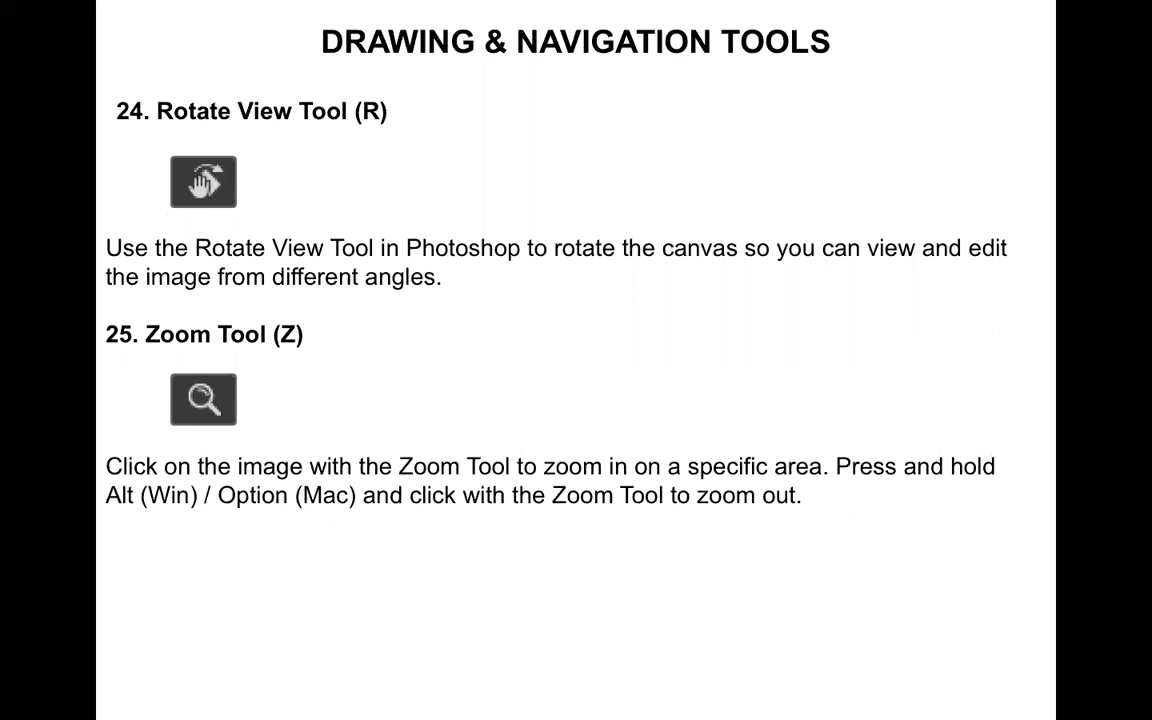 DRAWING & NAVIGATION TOOLS
24. Rotate View Tool (R)
Use the Rotate View Tool in Photoshop to rotate the canvas so you can view and edit
the image from different angles.
25. Zoom Tool (Z)
Click on the image with the Zoom Tool to zoom in on a specific area. Press and hold
Alt (Win) / Option (Mac) and click with the Zoom Tool to zoom out.